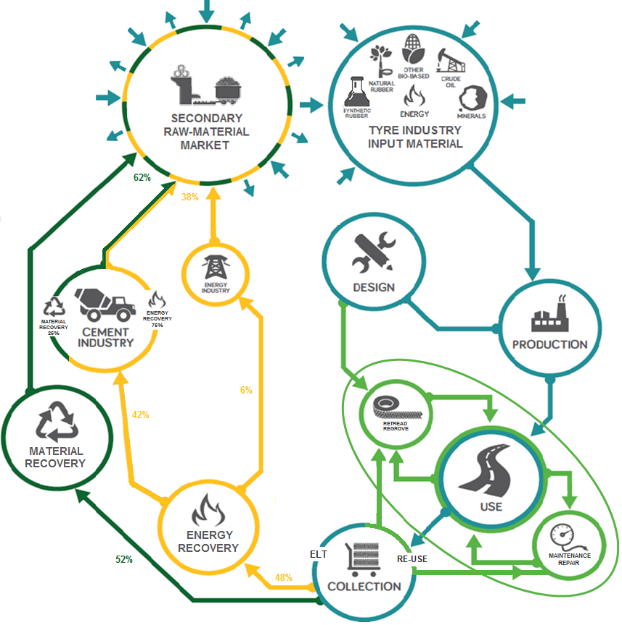 SECONDARY
RAW-MATERIAL
MARKET
NATURAL
RUBBER
OTHER
BIO-BASED
CRUDE
OIL
SYNTHETIC
RUBBER
ENERGY
MINERALS
TYRE INDUSTRY
INPUT MATERIAL
62%
38%
DESIGN
ENERGY
INDUSTRY
MATERIAL
RECOVERY
25%
ENERGY
RECOVERY
75%
CEMENT
INDUSTRY
PRODUCTION
6%
42%
RETREAD
REGROVE
MATERIAL
RECOVERY
USE
ENERGY
RECOVERY
MAINTENANCE
REPAIR
52%
48%
ELT
RE-USE
COLLECTION